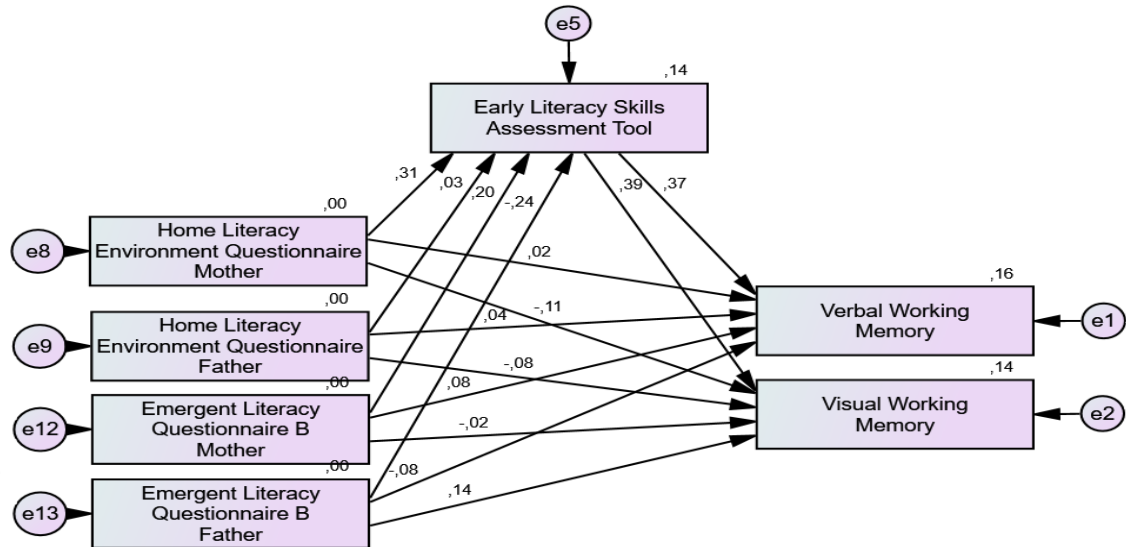 e5
,14
Early Literacy Skills
Assessment Tool
,31
,03
,20
-,24
,39
,37
,00
e8
Home Literacy
Environment Questionnaire
Mother
,02
-,11
,00
e9
Home Literacy
Environment Questionnaire
Father
,04
-,08
,16
Verbal Working
Memory
e1
,00
e12
Emergent Literacy
Questionnaire B
Mother
,08
-,02
,14
Visual Working
Memory
e2
,00
e13
Emergent Literacy
Questionnaire B
Father
-,08
,14